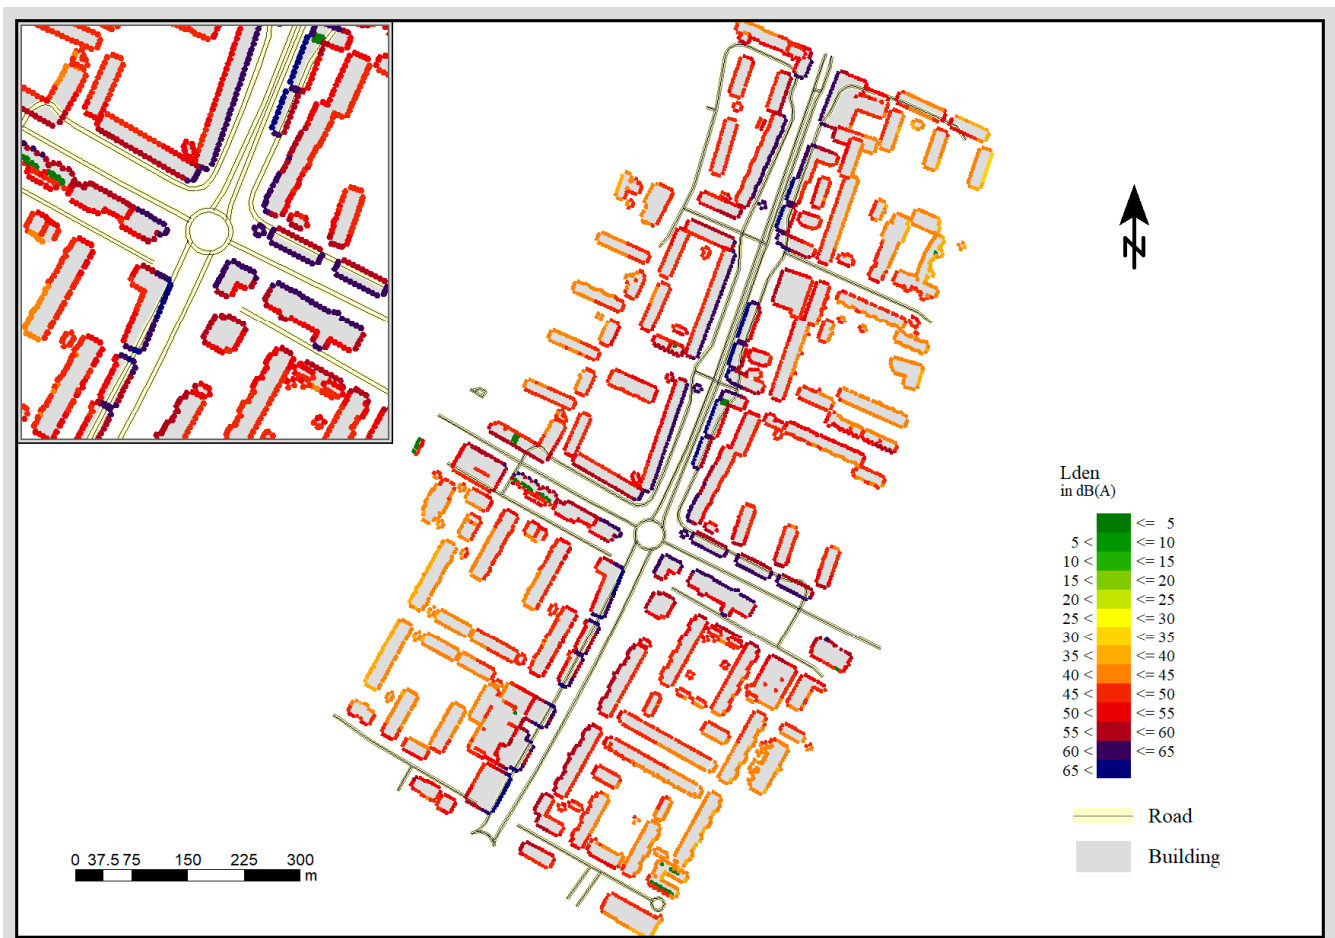 N
Lden
in dB(A)
<= 5
5 < <= 10
10 < <= 15
15 < <= 20
20 < <= 25
25 < <= 30
30 < <= 35
35 < <= 40
40 < <= 45
45 < <= 50
50 < <= 55
55 < <= 60
60 < <= 65
65 <
Road
Building
0 37.5 75 150 225 300
m